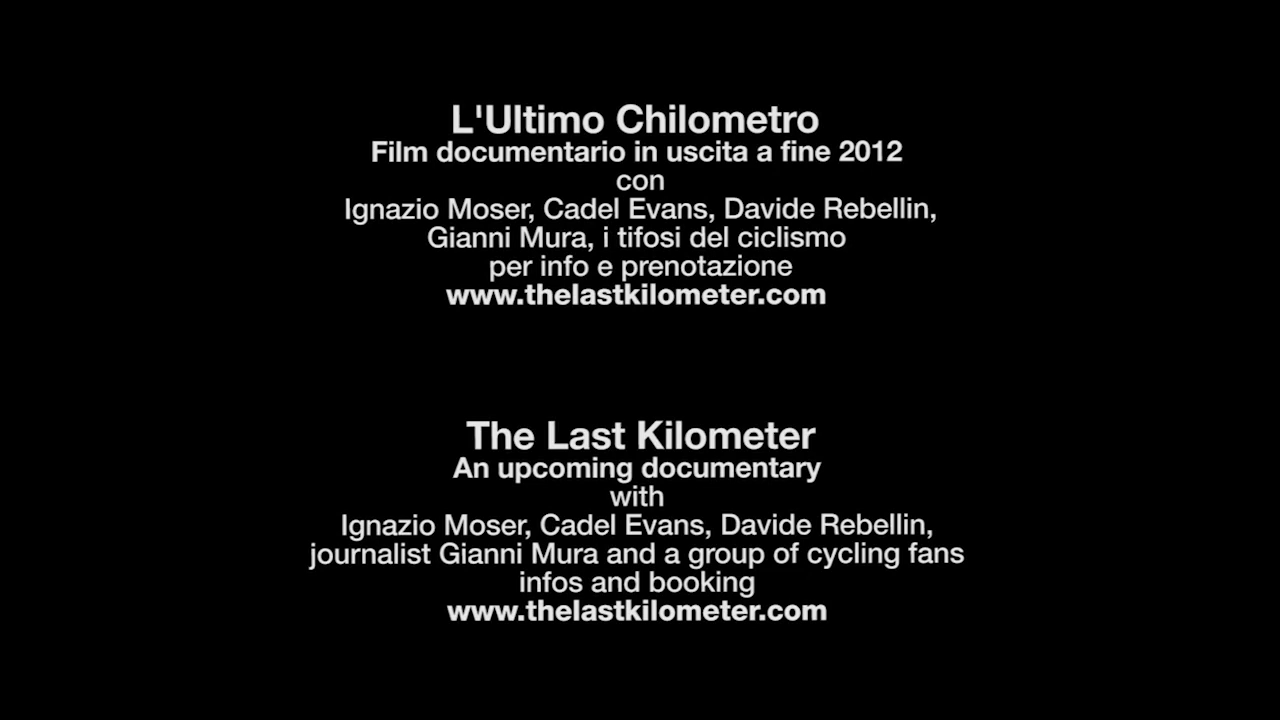 L'Ultimo Chilometro
Film documentario in uscita a fine 2012
con
Ignazio Moser, Cadel Evans, Davide Rebellin,
Gianni Mura, i tifosi del ciclismo
per info e prenotazione
www.thelastkilometer.com
The Last Kilometer
An upcoming documentary
with
Ignazio Moser, Cadel Evans, Davide Rebellin,
journalist Gianni Mura and a group of cycling fans
infos and booking
www.thelastkilometer.com